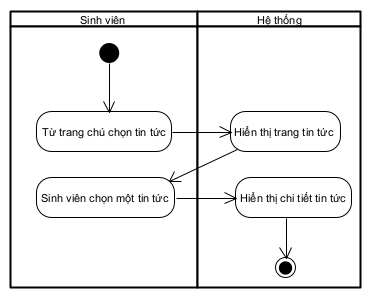 Sinh viên
Hệ thống
Từ trang chủ chọn tin tức
Hiển thị trang tin tức
Sinh viên chọn một tin tức
Hiển thị chi tiết tin tức